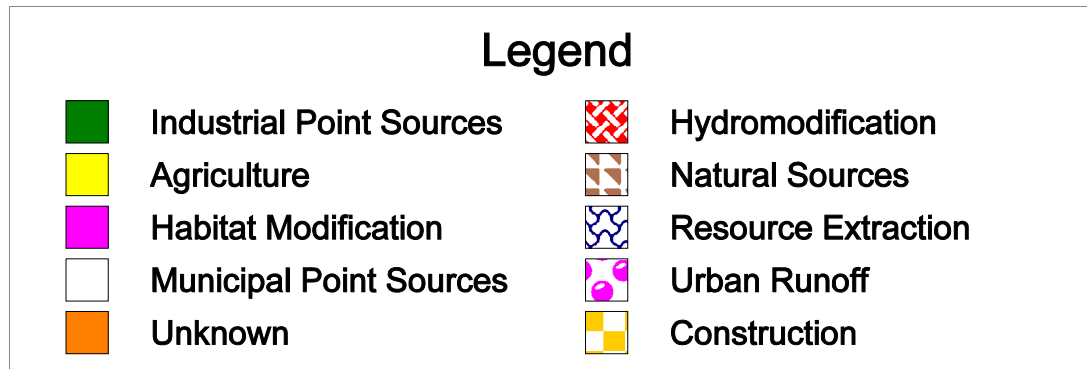 Legend
Industrial Point Sources
Agriculture
Habitat Modification
Municipal Point Sources
Unknown
Hydromodification
Natural Sources
Resource Extraction
Urban Runoff
Construction